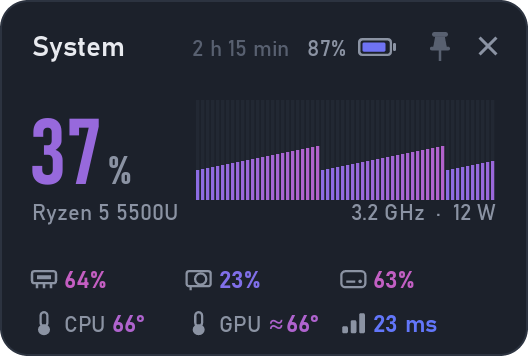 System 2 h 15 min 87%
37 %
Ryzen 5 5500U 3.2 GHz · 12 W
64% 23% 63%
CPU 66° GPU ≈66° 23 ms